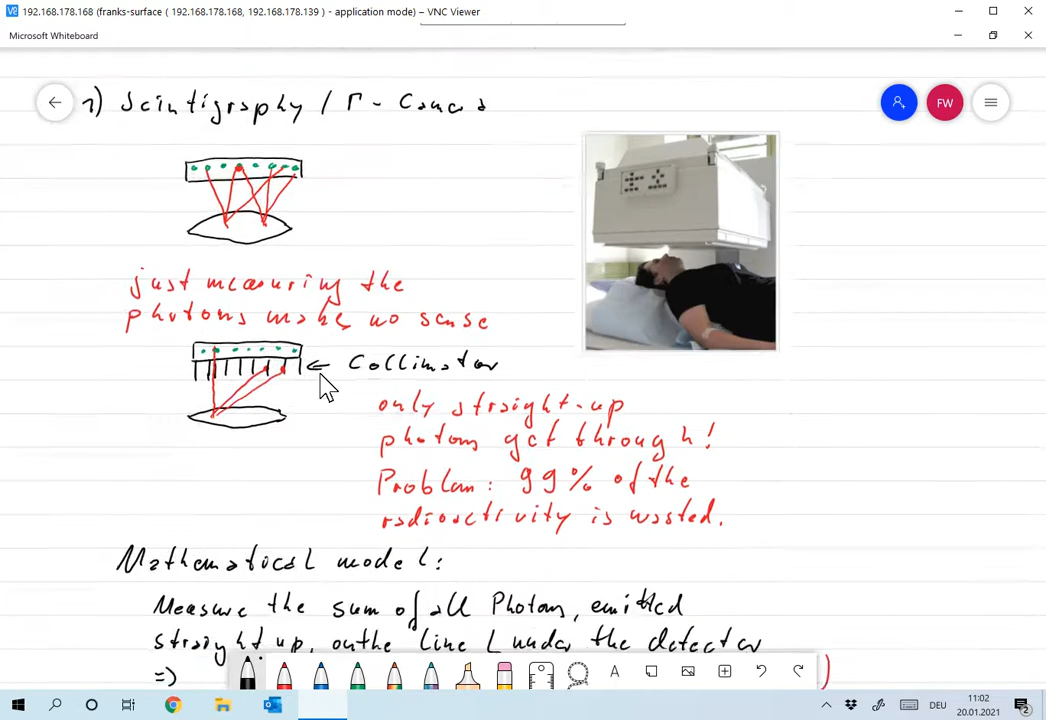 192.168.178.168 (franks-surface ( 192.168.178.168, 192.168.178.139 ) - application mode) – VNC Viewer
Microsoft Whiteboard
1) Scintigraphy / Γ-Camera
FW
just measuring the
photons makes no sense
← Collimator
only straight-up
photons get through!
Problem: 99% of the
radioactivity is wasted.
Mathematical model:
Measure the sum of all Photons, emitted
straight up, on the line L under the detector
=)
A
DEU
11:02
20.01.2021
2